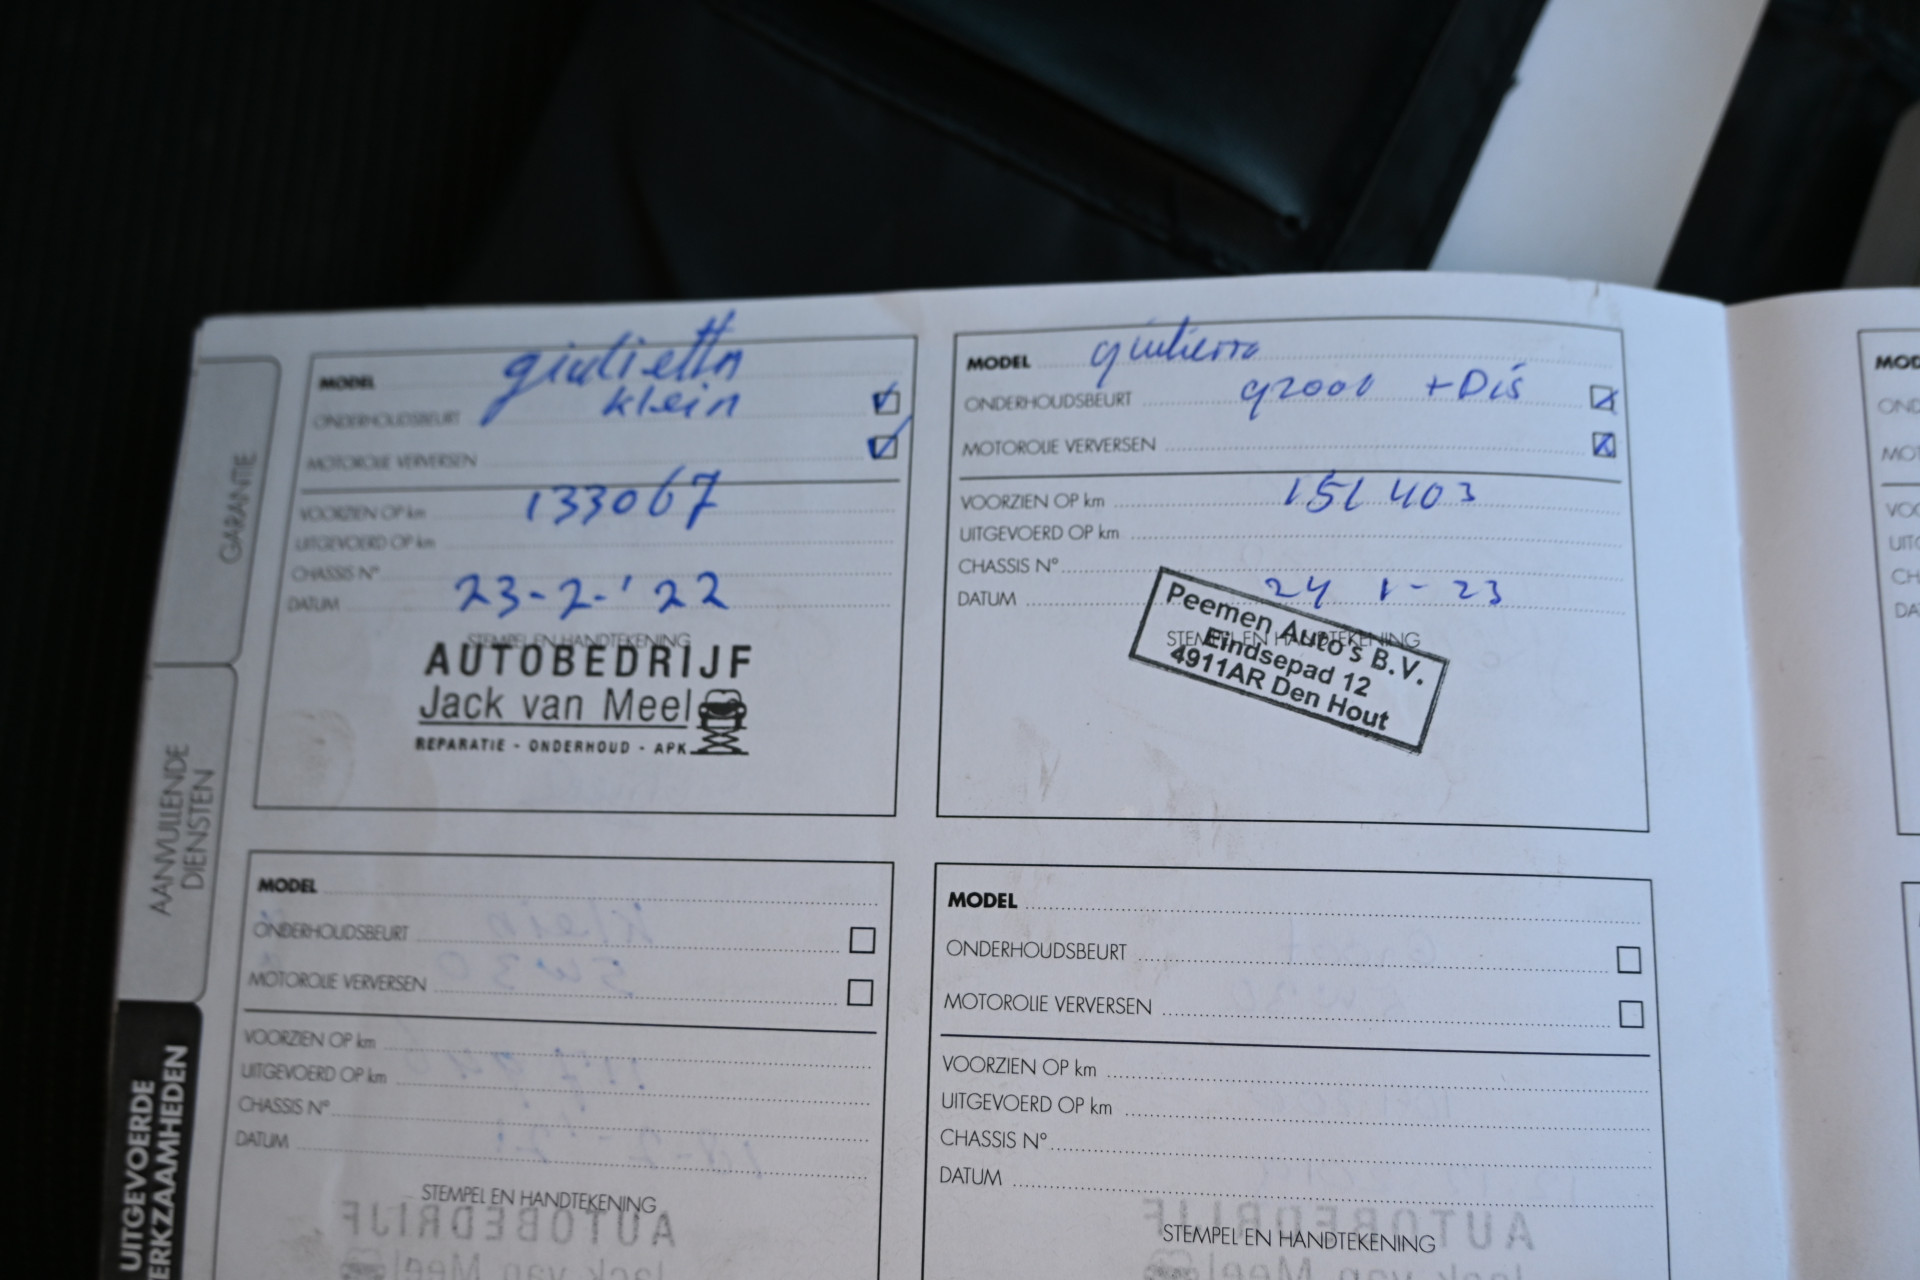 GARANTIE
AANVULLENDE
DIENSTEN
UITGEVOERDE
WERKZAAMHEDEN
MODEL giulietta
ONDERHOUDSBEURT klein
MOTOROLIE VERVERSEN
VOORZIEN OP km 133067
UITGEVOERD OP km
CHASSIS N°
DATUM 23-2-'22
STEMPEL EN HANDTEKENING
AUTOBEDRIJF
Jack van Meel
REPARATIE - ONDERHOUD - APK
MODEL
ONDERHOUDSBEURT + Dis
MOTOROLIE VERVERSEN
VOORZIEN OP km
UITGEVOERD OP km
CHASSIS N°
DATUM 24 1-23
STEMPEL EN HANDTEKENING
Peemen Auto's B.V.
Eindsepad 12
4911AR Den Hout
MODEL
ONDERHOUDSBEURT
MOTOROLIE VERVERSEN
VOORZIEN OP km
UITGEVOERD OP km
CHASSIS N°
DATUM
STEMPEL EN HANDTEKENING
MODEL
ONDERHOUDSBEURT
MOTOROLIE VERVERSEN
VOORZIEN OP km
UITGEVOERD OP km
CHASSIS N°
DATUM
STEMPEL EN HANDTEKENING